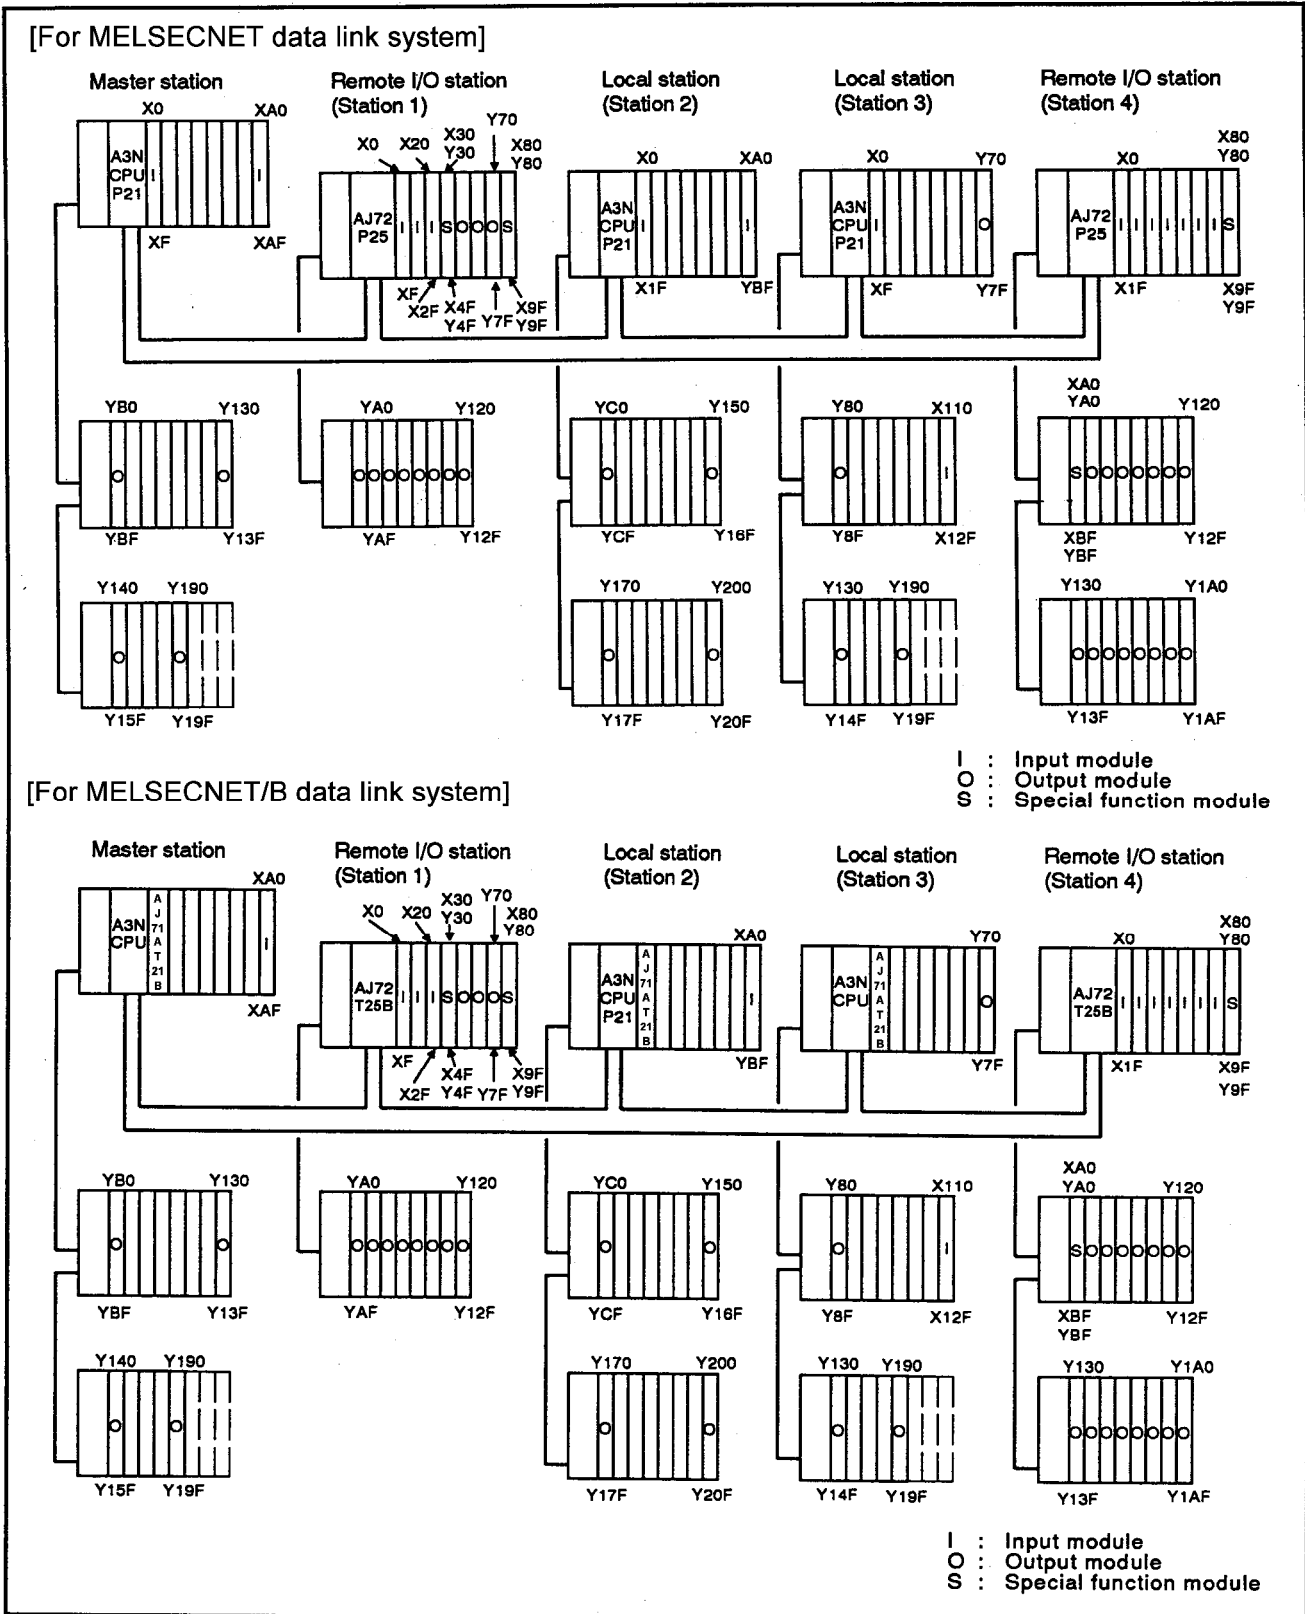 [For MELSECNET data link system]
Master station
Remote I/O station
(Station 1)
Local station
(Station 2)
Local station
(Station 3)
Remote I/O station
(Station 4)
X0 XA0
A3N
CPU
P21
I I
XF XAF
X0 X20 X30 Y30 Y70 X80 Y80
AJ72
P25
I I I S O O O S
XF X2F X4F Y4F Y7F X9F Y9F
X0 XA0
A3N
CPU
P21
I I
X1F YBF
X0 Y70
A3N
CPU
P21
I O
XF Y7F
X0 X80 Y80
AJ72
P25
I I I I I I I S
X1F X9F Y9F
YB0 Y130
O O
YBF Y13F
YA0 Y120
O O O O O O O O
YAF Y12F
YC0 Y150
O O
YCF Y16F
Y80 X110
O I
Y8F X12F
XA0
YA0 Y120
S O O O O O O O
XBF
YBF Y12F
Y140 Y190
O O
Y15F Y19F
Y170 Y200
O O
Y17F Y20F
Y130 Y190
O O
Y14F Y19F
Y130 Y1A0
O O O O O O O O
Y13F Y1AF
I : Input module
O : Output module
S : Special function module
[For MELSECNET/B data link system]
Master station
Remote I/O station
(Station 1)
Local station
(Station 2)
Local station
(Station 3)
Remote I/O station
(Station 4)
XA0
A3N
CPU
AJ71AT21B
I
XAF
X0 X20 X30 Y30 Y70 X80 Y80
AJ72
T25B
I I I S O O O S
XF X2F X4F Y4F Y7F X9F Y9F
XA0
A3N
CPU
P21
AJ71AT21B
I
YBF
Y70
A3N
CPU
AJ71AT21B
O
Y7F
X0 X80 Y80
AJ72
T25B
I I I I I I I S
X1F X9F
Y9F
YB0 Y130
O O
YBF Y13F
YA0 Y120
O O O O O O O O
YAF Y12F
YC0 Y150
O O
YCF Y16F
Y80 X110
O I
Y8F X12F
XA0
YA0 Y120
S O O O O O O O
XBF
YBF Y12F
Y140 Y190
O O
Y15F Y19F
Y170 Y200
O O
Y17F Y20F
Y130 Y190
O O
Y14F Y19F
Y130 Y1A0
O O O O O O O O
Y13F Y1AF
I : Input module
O : Output module
S : Special function module